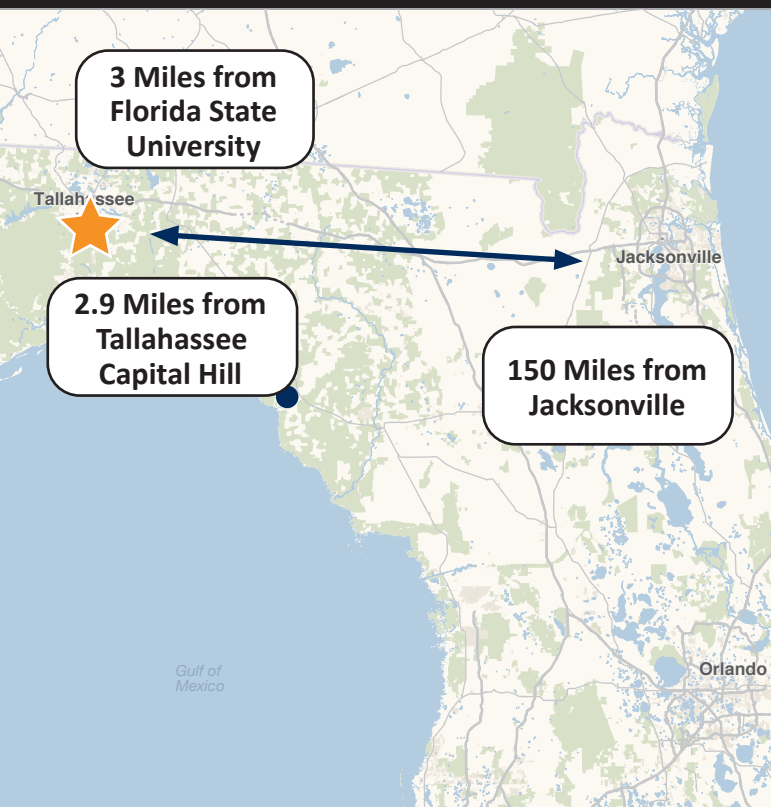 3 Miles from
Florida State
University
Tallahassee
Jacksonville
2.9 Miles from
Tallahassee
Capital Hill
150 Miles from
Jacksonville
Gulf of
Mexico
Orlando